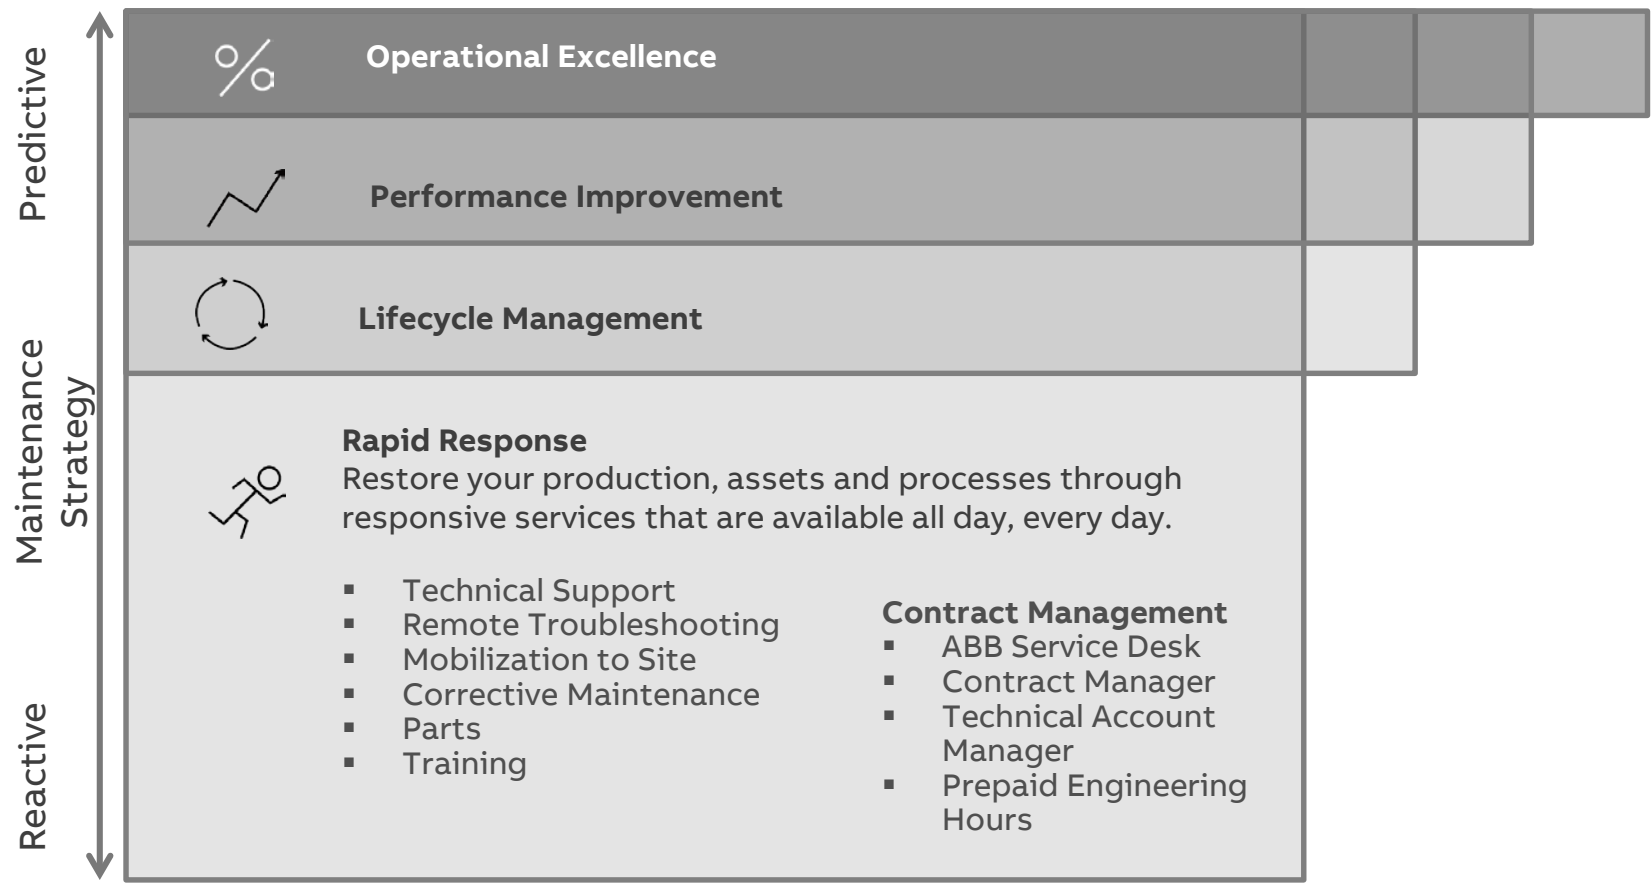 Predictive
Maintenance
Strategy
Reactive
Operational Excellence
Performance Improvement
Lifecycle Management
Rapid Response
Restore your production, assets and processes through
responsive services that are available all day, every day.
▪ Technical Support
▪ Remote Troubleshooting
▪ Mobilization to Site
▪ Corrective Maintenance
▪ Parts
▪ Training
Contract Management
▪ ABB Service Desk
▪ Contract Manager
▪ Technical Account
Manager
▪ Prepaid Engineering
Hours